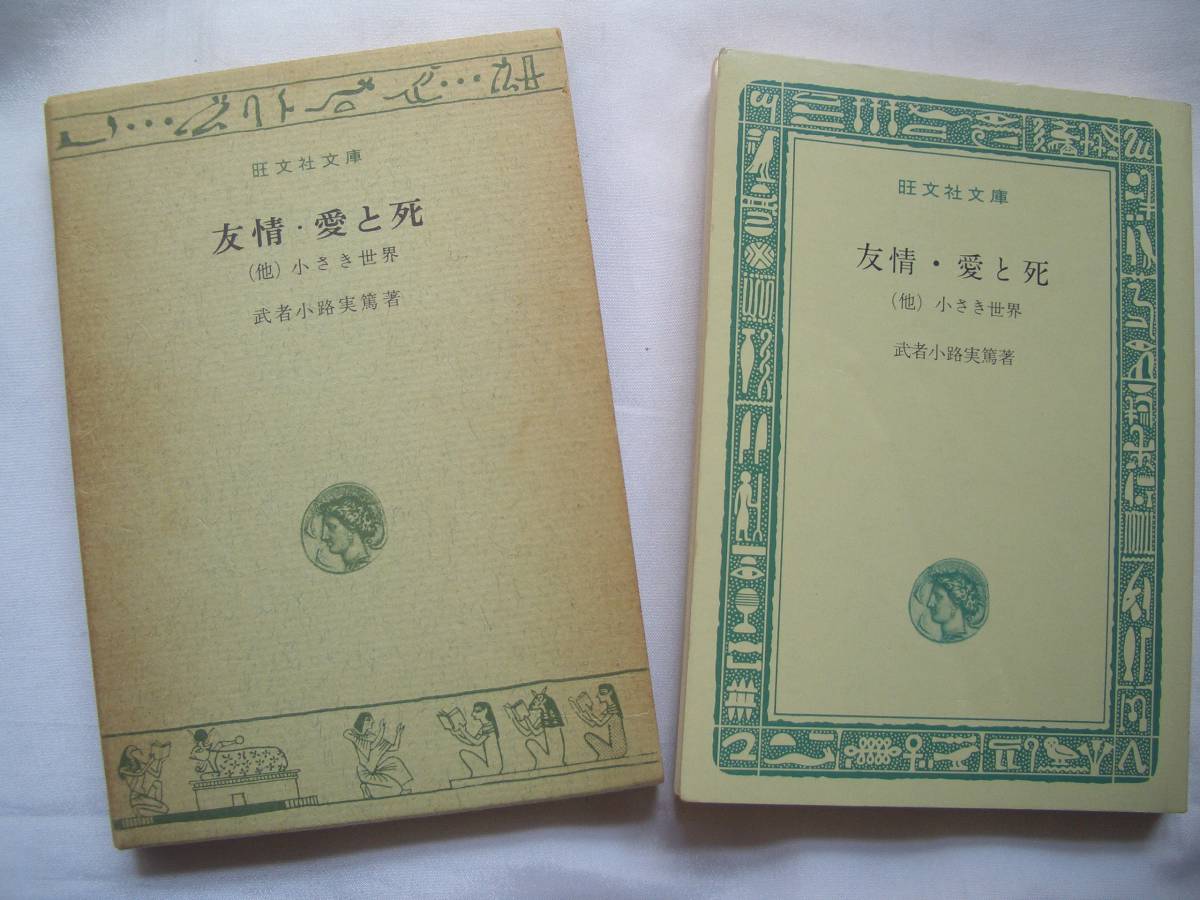 旺文社文庫
友情・愛と死
(他) 小さき世界
武者小路実篤著
旺文社文庫
友情・愛と死
(他) 小さき世界
武者小路実篤著